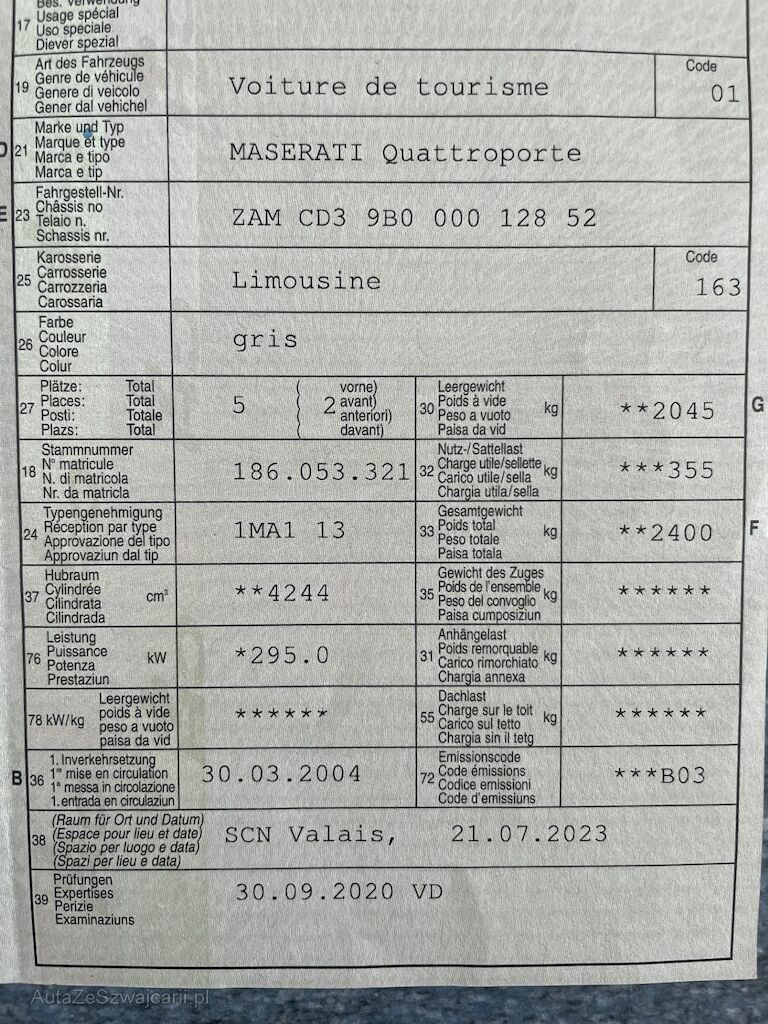 Bes. Verwendung
17 Usage spécial
Uso speciale
Diever spezial
Art des Fahrzeugs
19 Genre de véhicule
Genere di veicolo
Gener dal vehichel
Voiture de tourisme
Code
01
Marke und Typ
21 Marque et type
Marca e tipo
Marca e tip
MASERATI Quattroporte
E 23 Fahrgestell-Nr.
Châssis no
Telaio n.
Schassis nr.
ZAM CD3 9B0 000 128 52
25 Karosserie
Carrosserie
Carrozzeria
Carossaria
Limousine
Code
163
26 Farbe
Couleur
Colore
Colur
gris
27 Plätze: Total
Places: Total
Posti: Totale
Plazs: Total
5 ( 2 vorne)
( avant)
( anteriori)
( davant)
30 Leergewicht
Poids à vide
Peso a vuoto
Paisa da vid
kg
**2045
G
18 Stammnummer
N° matricule
N. di matricola
Nr. da matricla
186.053.321
32 Nutz-/Sattellast
Charge utile/sellette
Carico utile/sella
Chargia utila/sella
kg
***355
24 Typengenehmigung
Réception par type
Approvazione del tipo
Approvaziun dal tip
1MA1 13
33 Gesamtgewicht
Poids total
Peso totale
Paisa totala
kg
**2400
F
37 Hubraum
Cylindrée
Cilindrata
Cilindrada
cm³
**4244
35 Gewicht des Zuges
Poids de l'ensemble
Peso del convoglio
Paisa cumposiziun
kg
******
76 Leistung
Puissance
Potenza
Prestaziun
kW
*295.0
31 Anhängelast
Poids remorquable
Carico rimorchiato
Chargia annexa
kg
******
78 kW/kg
Leergewicht
poids à vide
peso a vuoto
paisa da vid
******
55 Dachlast
Charge sur le toit
Carico sul tetto
Chargia sin il tetg
kg
******
B 36 1. Inverkehrsetzung
1re mise en circulation
1a messa in circolazione
1. entrada en circulaziun
30.03.2004
72 Emissionscode
Code émissions
Codice emissioni
Code d'emissiuns
***B03
38 (Raum für Ort und Datum)
(Espace pour lieu et date)
(Spazio per luogo e data)
(Spazi per lieu e data)
SCN Valais, 21.07.2023
39 Prüfungen
Expertises
Perizie
Examinaziuns
30.09.2020 VD
AutaZeSzwajcarii.pl